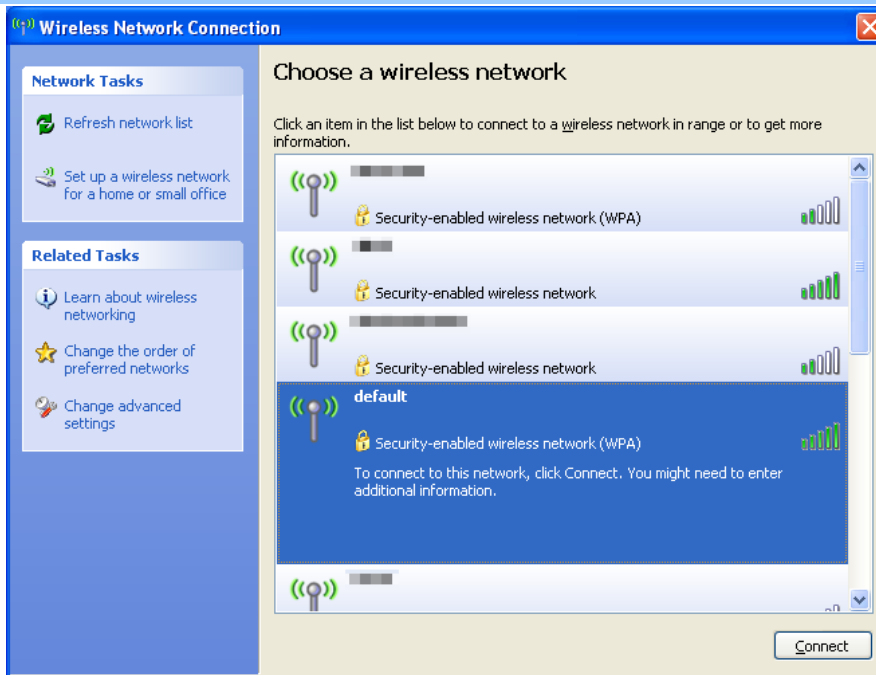 Wireless Network Connection
Network Tasks
Refresh network list
Set up a wireless network
for a home or small office
Related Tasks
Learn about wireless
networking
Change the order of
preferred networks
Change advanced
settings
Choose a wireless network
Click an item in the list below to connect to a wireless network in range or to get more
information.
Security-enabled wireless network (WPA)
Security-enabled wireless network
Security-enabled wireless network
default
Security-enabled wireless network (WPA)
To connect to this network, click Connect. You might need to enter
additional information.
Connect